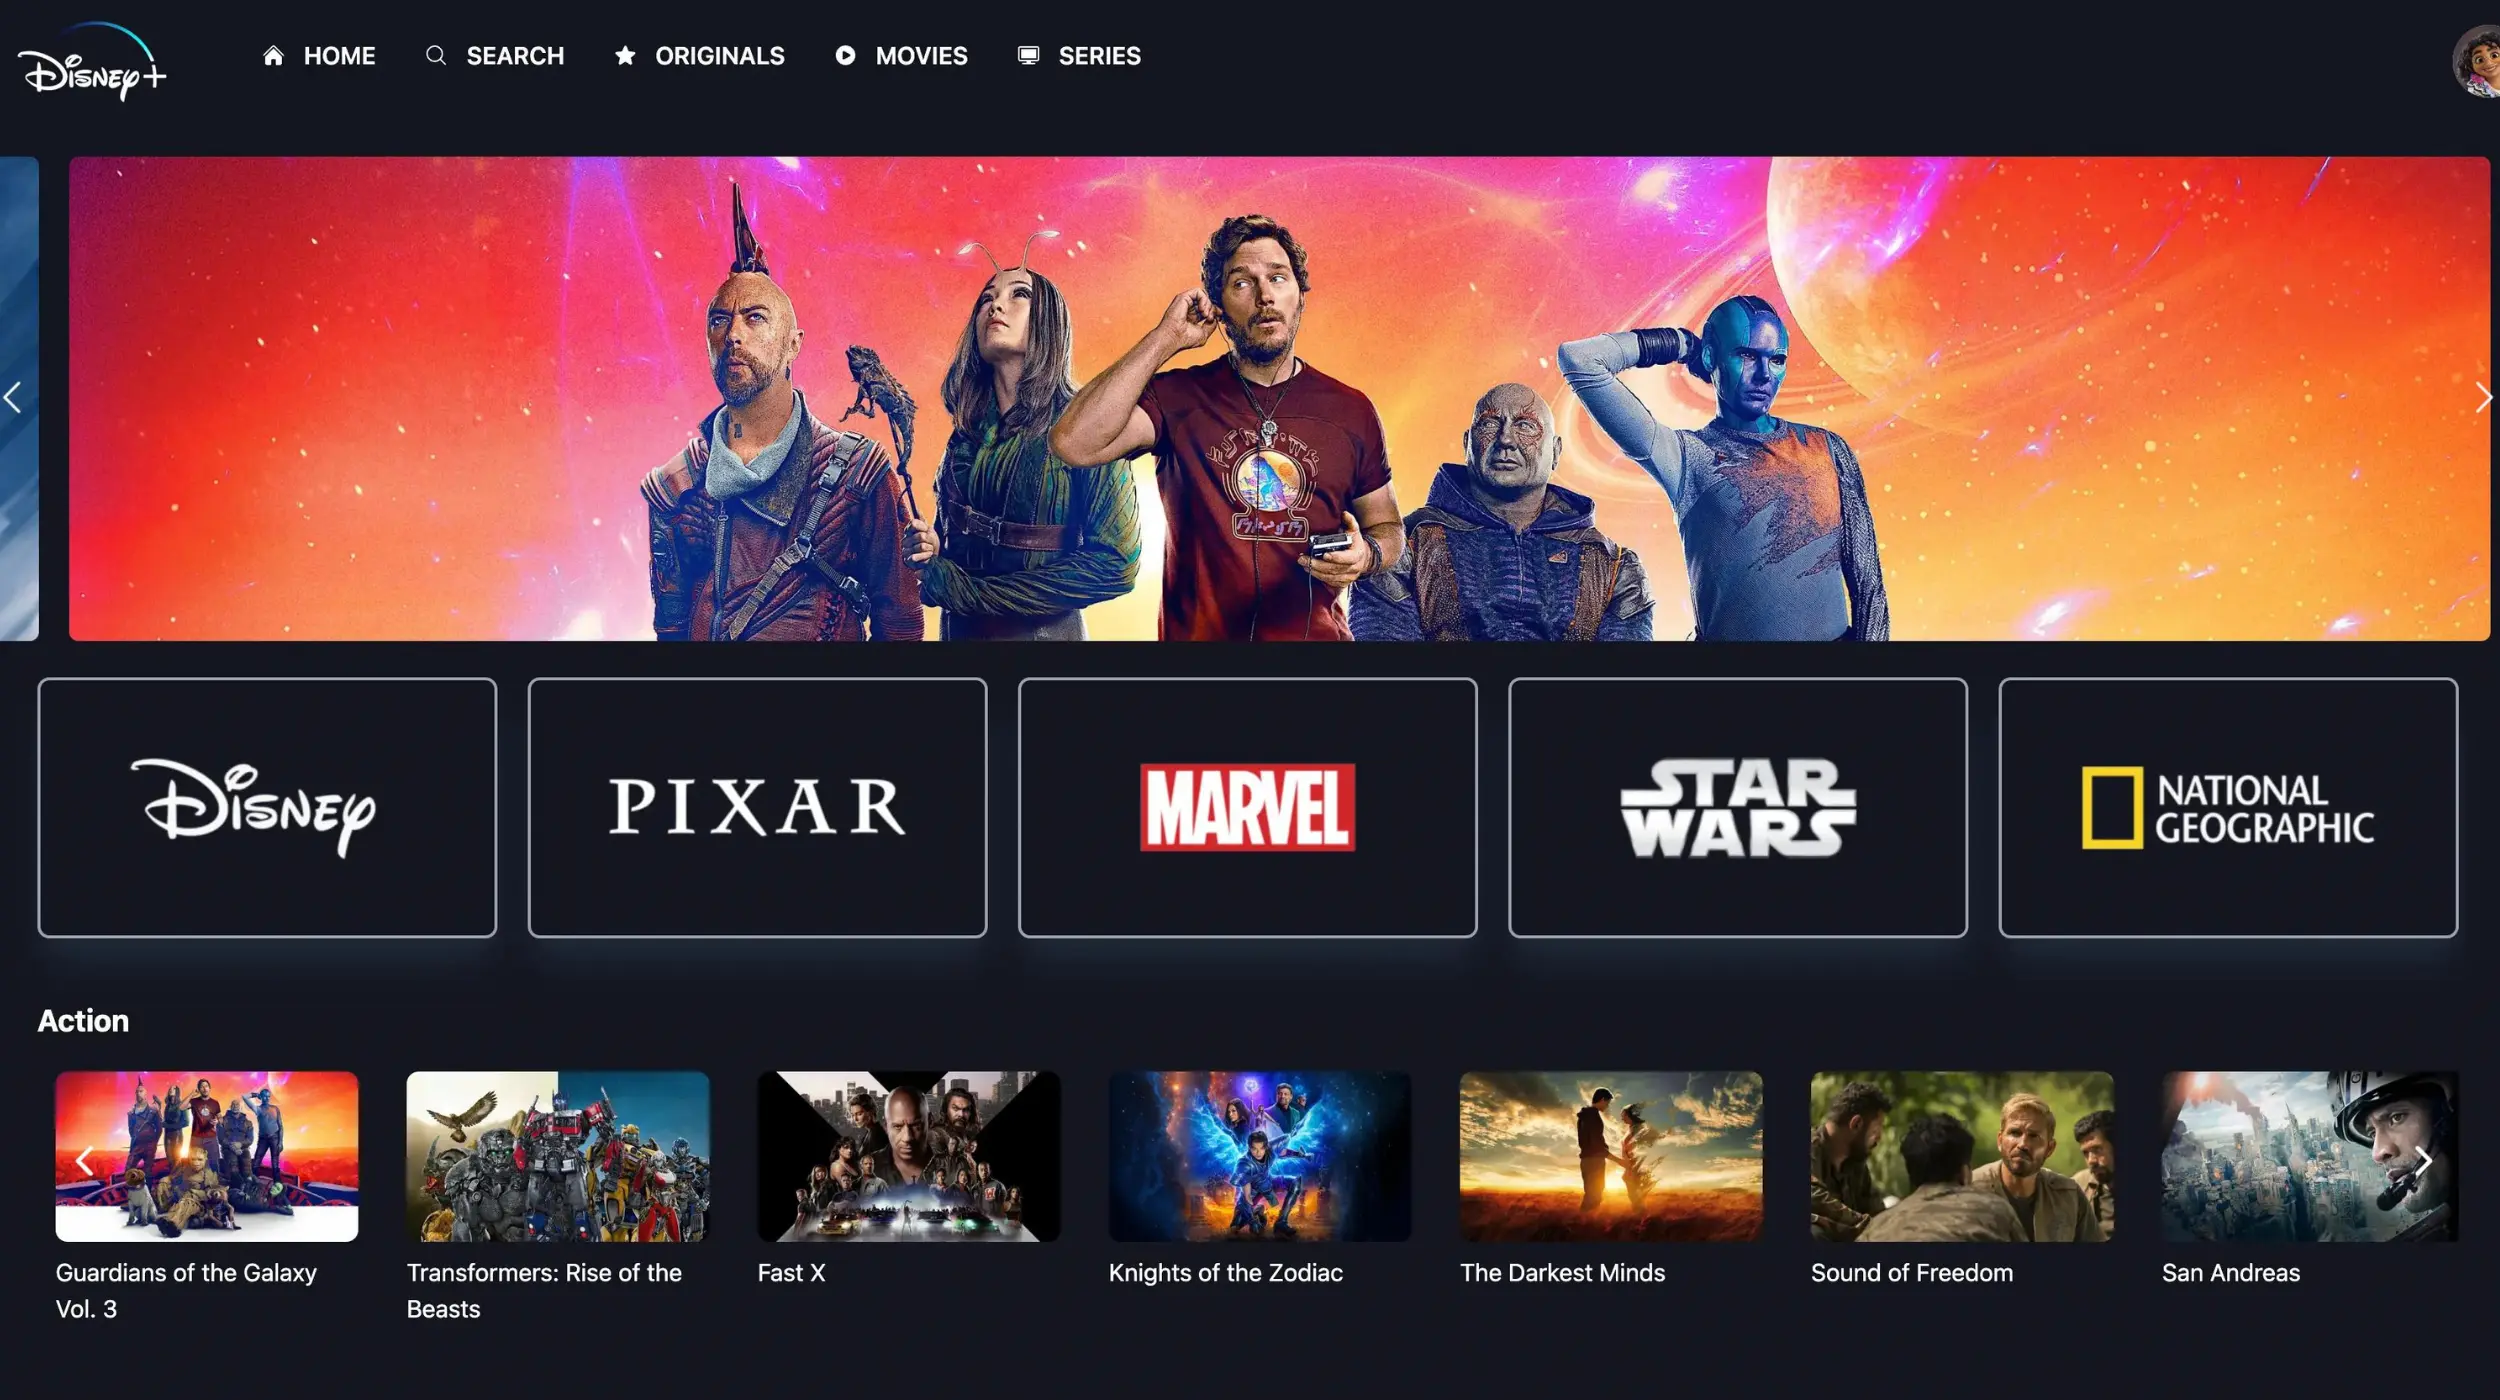 Disney+
HOME
SEARCH
ORIGINALS
MOVIES
SERIES
Disney
PIXAR
MARVEL
STAR
WARS
NATIONAL
GEOGRAPHIC
Action
Guardians of the Galaxy
Vol. 3
Transformers: Rise of the
Beasts
Fast X
Knights of the Zodiac
The Darkest Minds
Sound of Freedom
San Andreas